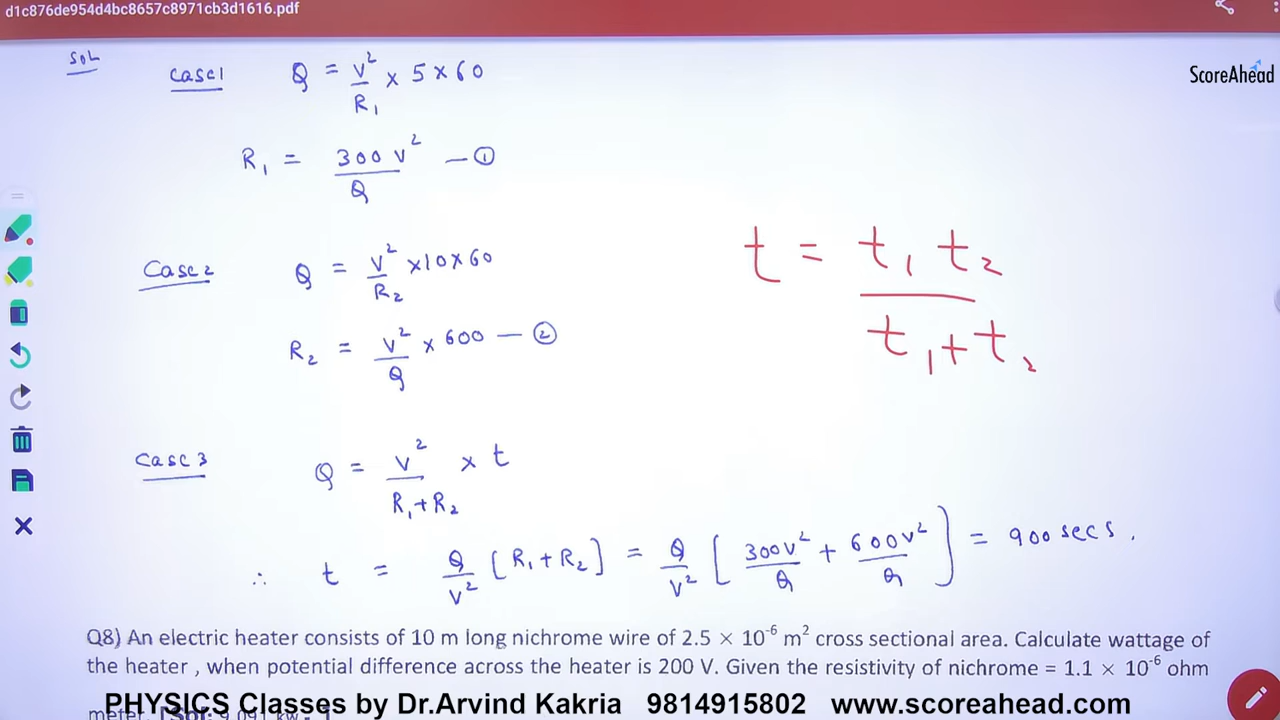 d1c876de954d4bc8657c8971cb3d1616.pdf
ScoreAhead
Sol
Case1 Q = V²/R₁ × 5 × 60
R₁ = 300 V²/Q — ①
Case2 Q = V²/R₂ × 10 × 60
R₂ = V²/Q × 600 — ②
t = t₁ t₂ / t₁ + t₂
Case3 Q = V²/R₁+R₂ × t
∴ t = Q/V² [R₁ + R₂] = Q/V² [300V²/Q + 600V²/Q] = 900 secs.
Q8) An electric heater consists of 10 m long nichrome wire of 2.5 × 10⁻⁶ m² cross sectional area. Calculate wattage of
the heater , when potential difference across the heater is 200 V. Given the resistivity of nichrome = 1.1 × 10⁻⁶ ohm
PHYSICS Classes by Dr.Arvind Kakria 9814915802 www.scoreahead.com
meter.